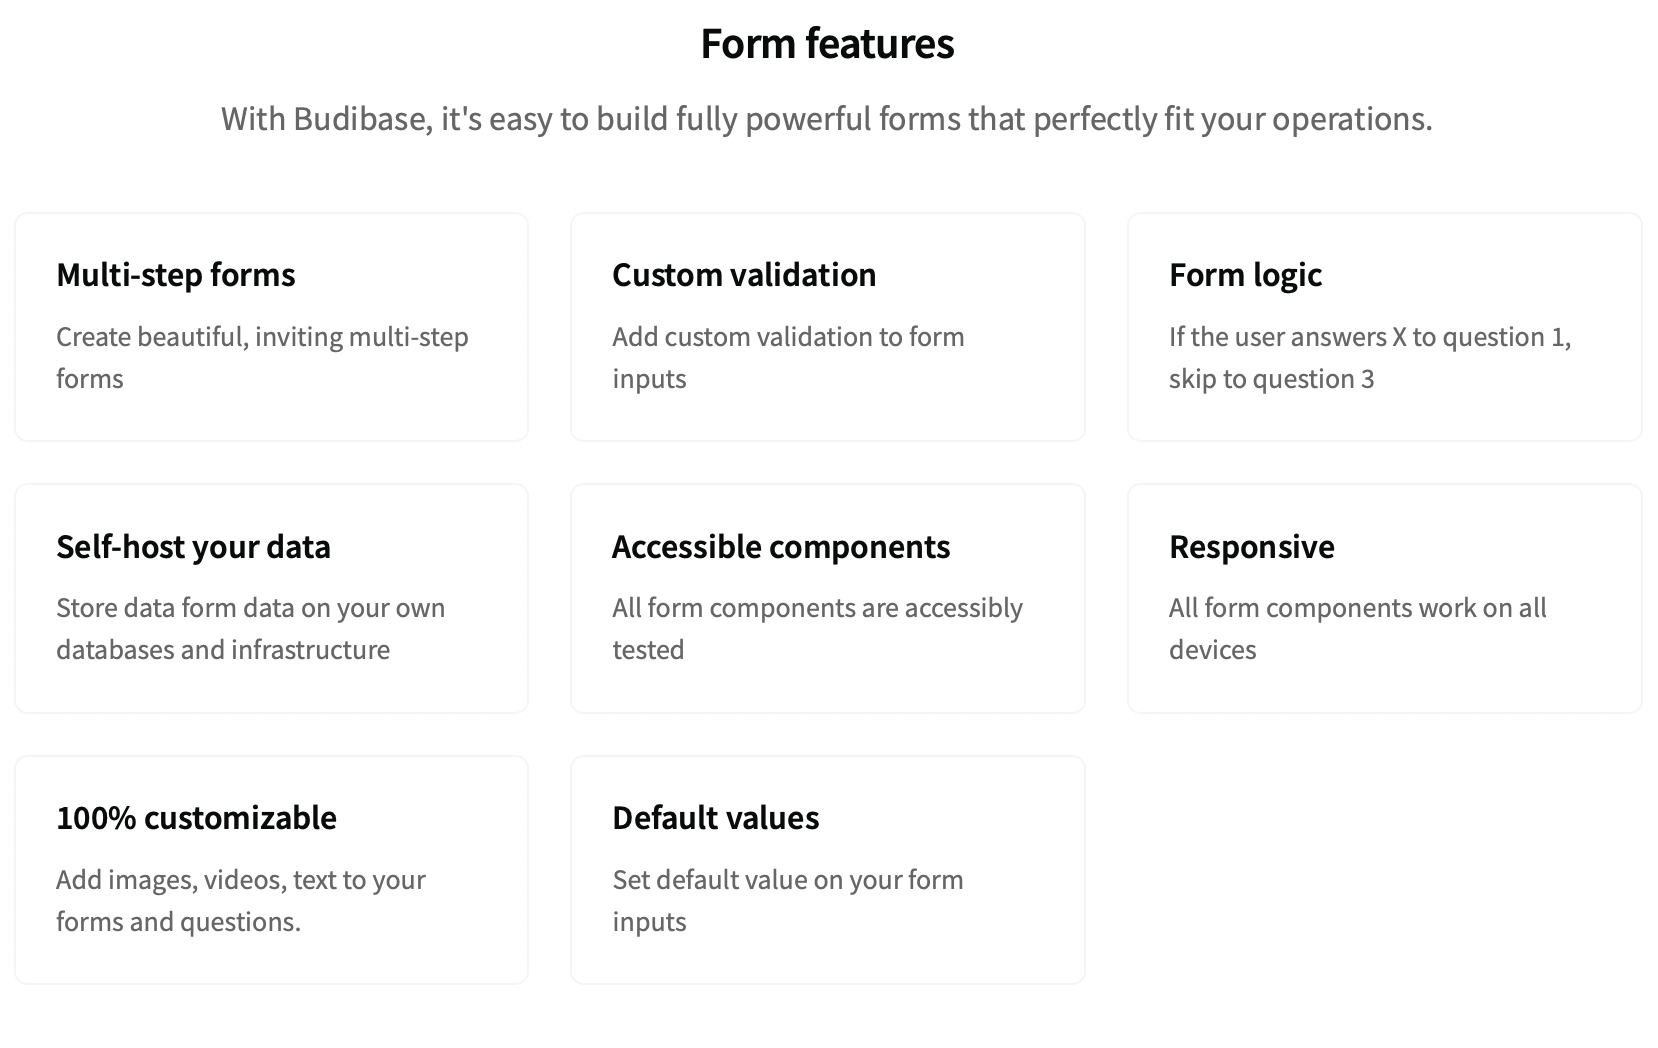 Form features
With Budibase, it's easy to build fully powerful forms that perfectly fit your operations.
Multi-step forms
Create beautiful, inviting multi-step
forms
Custom validation
Add custom validation to form
inputs
Form logic
If the user answers X to question 1,
skip to question 3
Self-host your data
Store data form data on your own
databases and infrastructure
Accessible components
All form components are accessibly
tested
Responsive
All form components work on all
devices
100% customizable
Add images, videos, text to your
forms and questions.
Default values
Set default value on your form
inputs